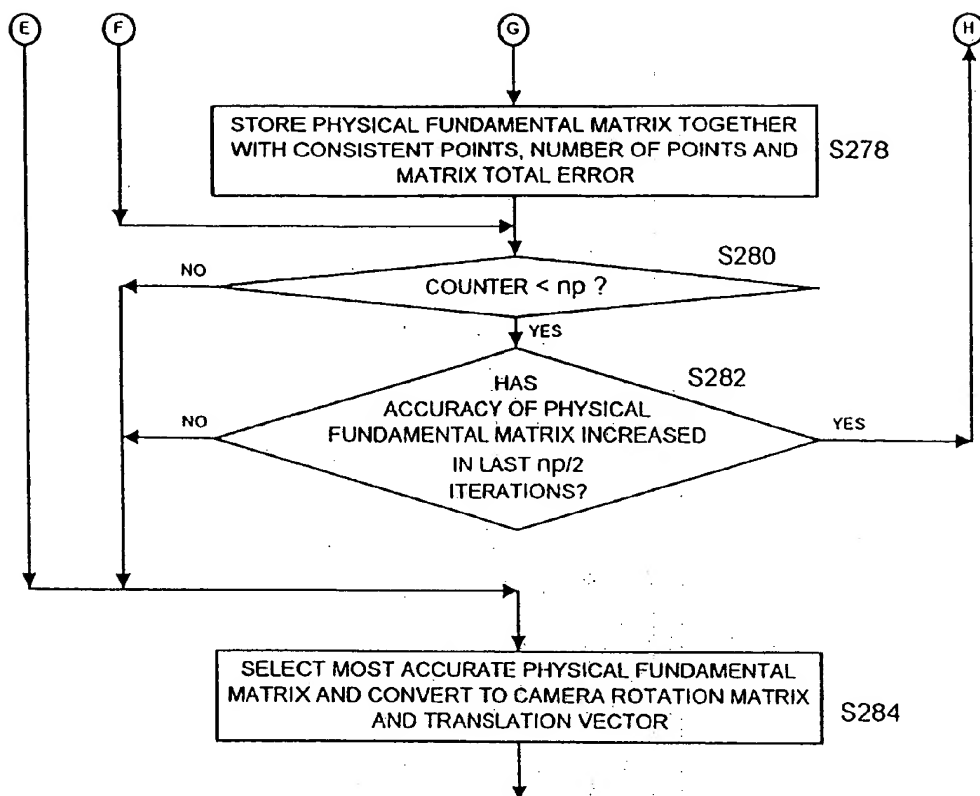 E F G H
STORE PHYSICAL FUNDAMENTAL MATRIX TOGETHER
WITH CONSISTENT POINTS, NUMBER OF POINTS AND
MATRIX TOTAL ERROR
S278
S280
NO
COUNTER < np ?
YES
S282
HAS
ACCURACY OF PHYSICAL
NO
FUNDAMENTAL MATRIX INCREASED
YES
IN LAST np/2
ITERATIONS?
SELECT MOST ACCURATE PHYSICAL FUNDAMENTAL
MATRIX AND CONVERT TO CAMERA ROTATION MATRIX
AND TRANSLATION VECTOR
S284